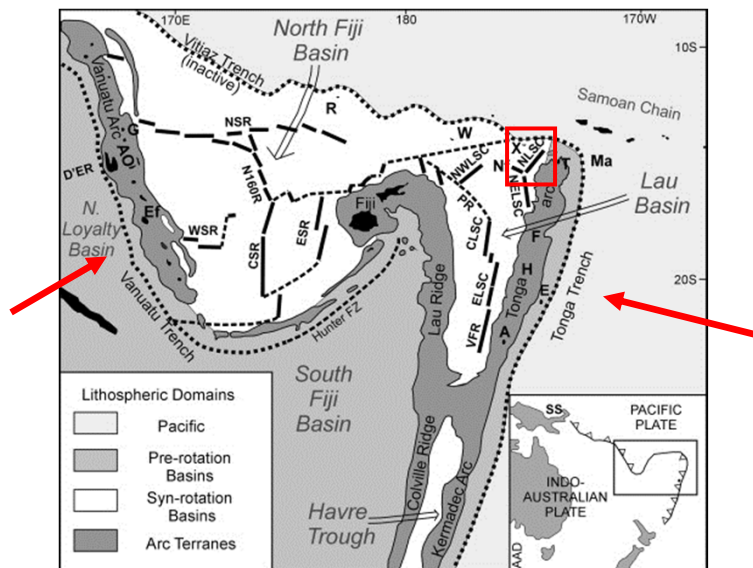 170E
180
170W
10S
20S
North Fiji
Basin
Vitiaz Trench
(inactive)
Samoan Chain
Vanuatu Arc
G
AO
D'ER
Ef
N.
Loyalty
Basin
Vanuatu Trench
NSR
R
W
N160R
WSR
CSR
ESR
Fiji
Hunter FZ
NWLSC
PR
CLSC
ELSC
VFR
N
X
NLSC
T
Ma
Lau
Basin
arc
F
H
E
A
Tonga
Tonga Trench
Lau Ridge
South
Fiji
Basin
Colville Ridge
Kermadec Arc
Havre
Trough
Lithospheric Domains
Pacific
Pre-rotation
Basins
Syn-rotation
Basins
Arc Terranes
SS
PACIFIC
PLATE
INDO-
AUSTRALIAN
PLATE
AAD